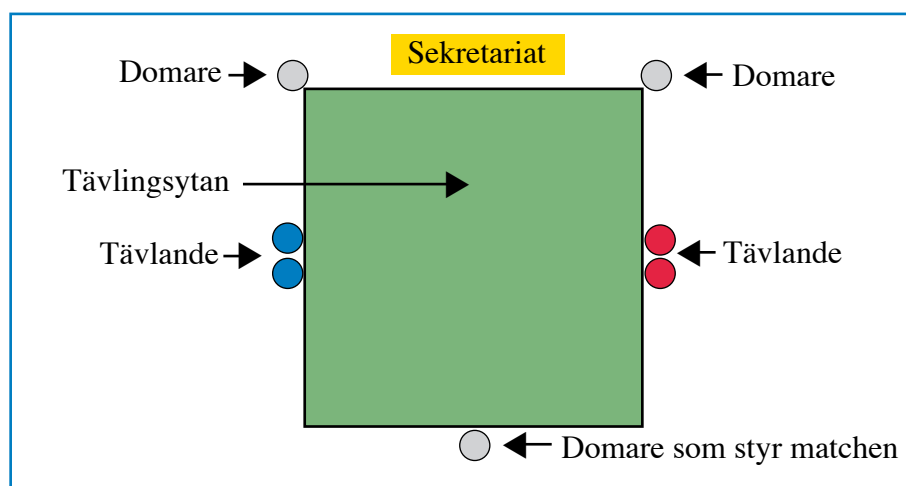 Sekretariat
Domare
Domare
Tävlingsytan
Tävlande
Tävlande
Domare som styr matchen